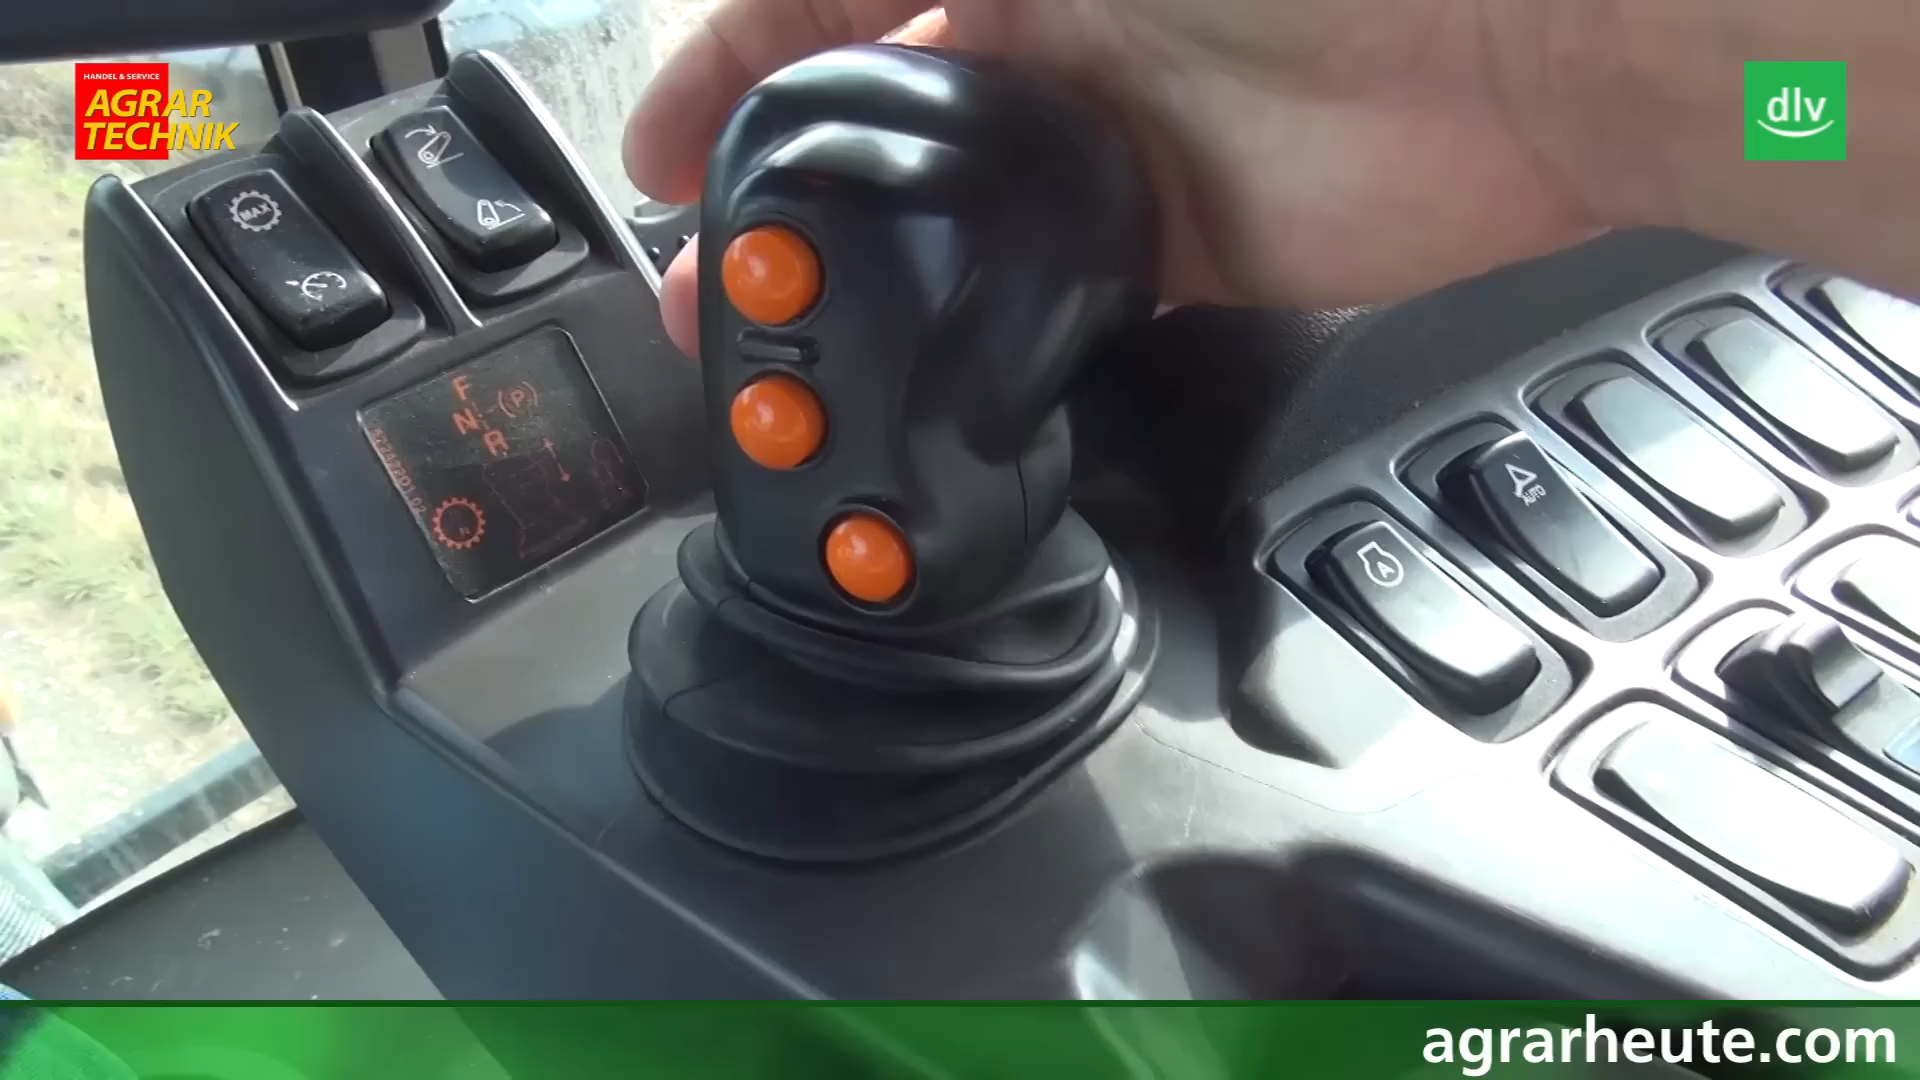 HANDEL & SERVICE
AGRAR
TECHNIK
dlv
MAX
F
N
(P)
R
N
AUTO
A
agrarheute.com